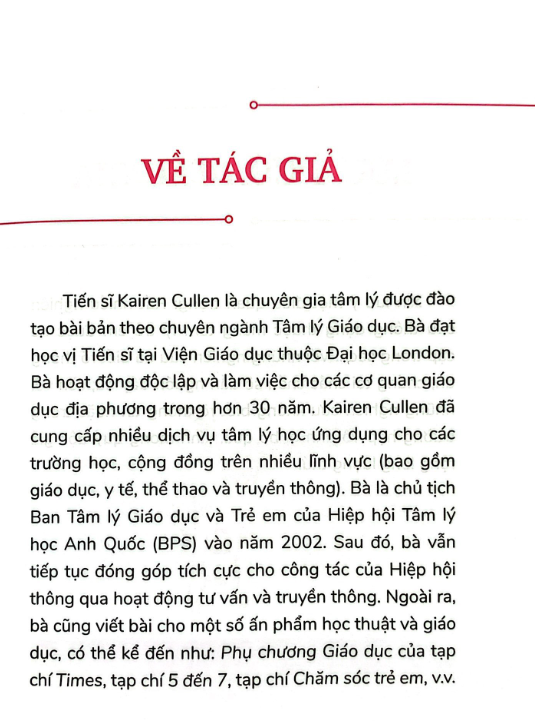 VỀ TÁC GIẢ
Tiến sĩ Kairen Cullen là chuyên gia tâm lý được đào
tạo bài bản theo chuyên ngành Tâm lý Giáo dục. Bà đạt
học vị Tiến sĩ tại Viện Giáo dục thuộc Đại học London.
Bà hoạt động độc lập và làm việc cho các cơ quan giáo
dục địa phương trong hơn 30 năm. Kairen Cullen đã
cung cấp nhiều dịch vụ tâm lý học ứng dụng cho các
trường học, cộng đồng trên nhiều lĩnh vực (bao gồm
giáo dục, y tế, thể thao và truyền thông). Bà là chủ tịch
Ban Tâm lý Giáo dục và Trẻ em của Hiệp hội Tâm lý
học Anh Quốc (BPS) vào năm 2002. Sau đó, bà vẫn
tiếp tục đóng góp tích cực cho công tác của Hiệp hội
thông qua hoạt động tư vấn và truyền thông. Ngoài ra,
bà cũng viết bài cho một số ấn phẩm học thuật và giáo
dục, có thể kể đến như: Phụ chương Giáo dục của tạp
chí Times, tạp chí 5 đến 7, tạp chí Chăm sóc trẻ em, v.v.